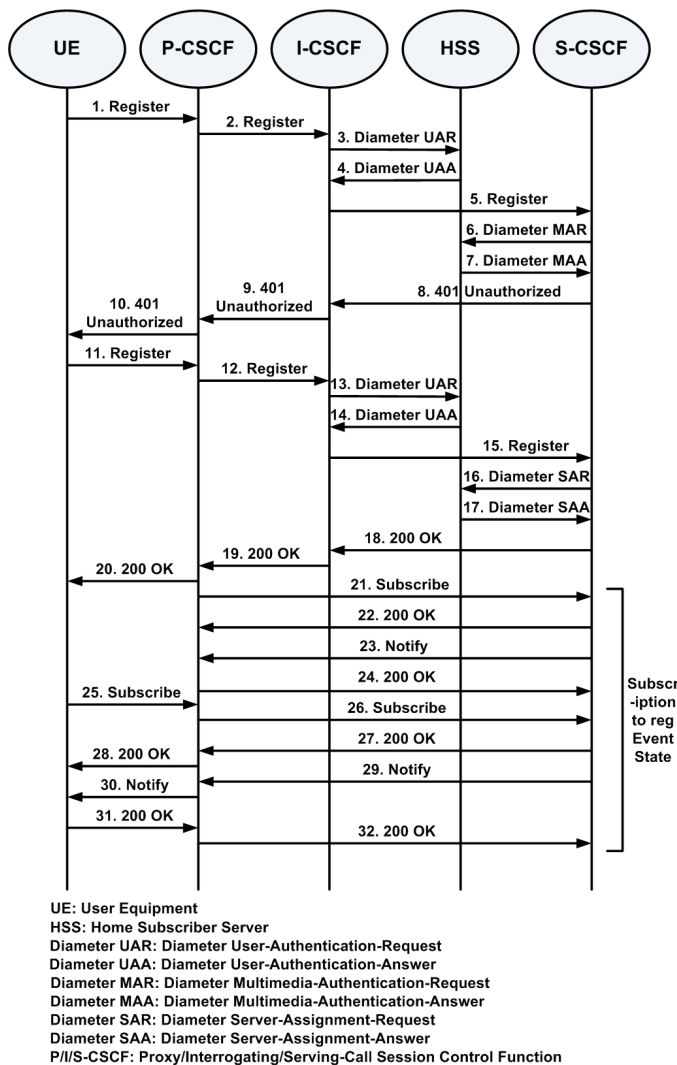 UE
P-CSCF
I-CSCF
HSS
S-CSCF
1. Register
2. Register
3. Diameter UAR
4. Diameter UAA
5. Register
6. Diameter MAR
7. Diameter MAA
8. 401 Unauthorized
9. 401
Unauthorized
10. 401
Unauthorized
11. Register
12. Register
13. Diameter UAR
14. Diameter UAA
15. Register
16. Diameter SAR
17. Diameter SAA
18. 200 OK
19. 200 OK
20. 200 OK
21. Subscribe
22. 200 OK
23. Notify
24. 200 OK
25. Subscribe
26. Subscribe
27. 200 OK
28. 200 OK
29. Notify
30. Notify
31. 200 OK
32. 200 OK
Subscr
-iption
to reg
Event
State
UE: User Equipment
HSS: Home Subscriber Server
Diameter UAR: Diameter User-Authentication-Request
Diameter UAA: Diameter User-Authentication-Answer
Diameter MAR: Diameter Multimedia-Authentication-Request
Diameter MAA: Diameter Multimedia-Authentication-Answer
Diameter SAR: Diameter Server-Assignment-Request
Diameter SAA: Diameter Server-Assignment-Answer
P/I/S-CSCF: Proxy/Interrogating/Serving-Call Session Control Function